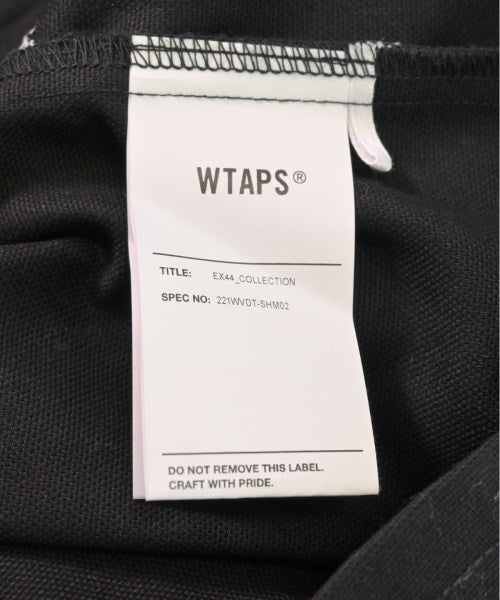 WTAPS®
TITLE: EX44_COLLECTION
SPEC NO: 221WVDT-SHM02
DO NOT REMOVE THIS LABEL.
CRAFT WITH PRIDE.